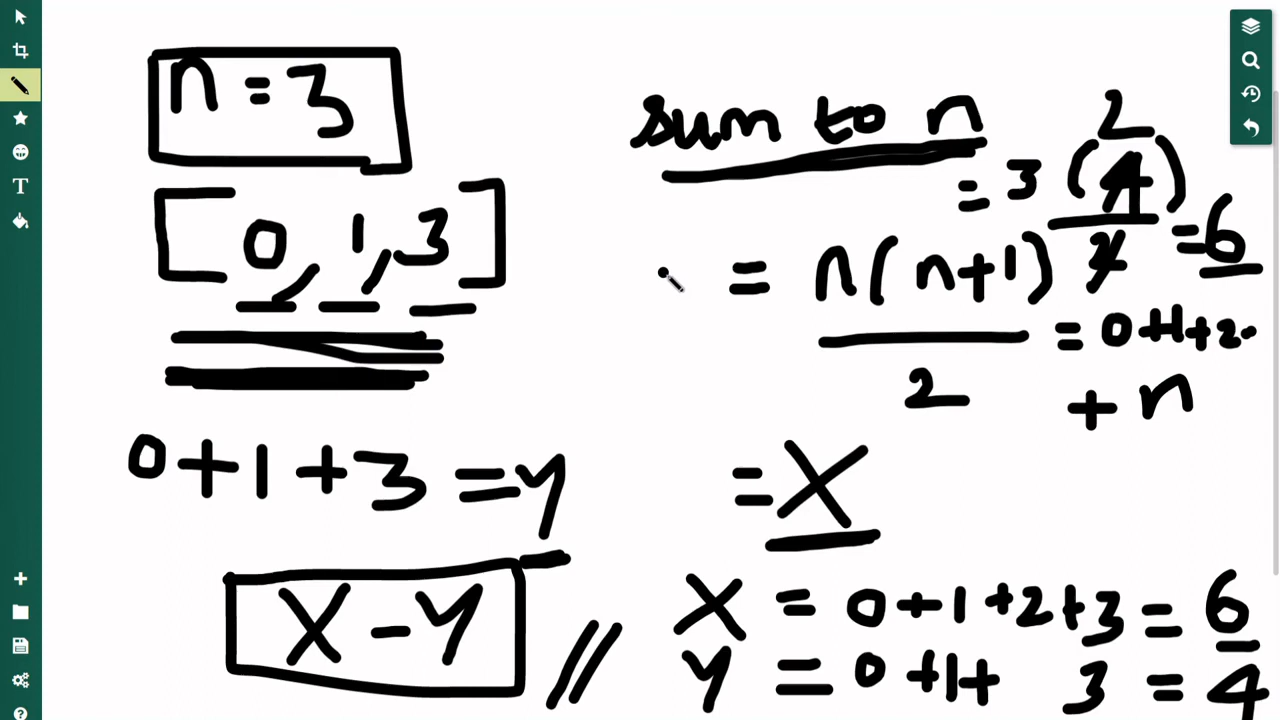 n = 3
[0, 1, 3]
0 + 1 + 3 = Y
X - Y //
sum to n
= 3 (4) / 2 = 6
2
= n(n+1) / 2 = 0+1+2..
+ n
= X
X = 0 + 1 + 2 + 3 = 6
Y = 0 + 1 + 3 = 4
T
?